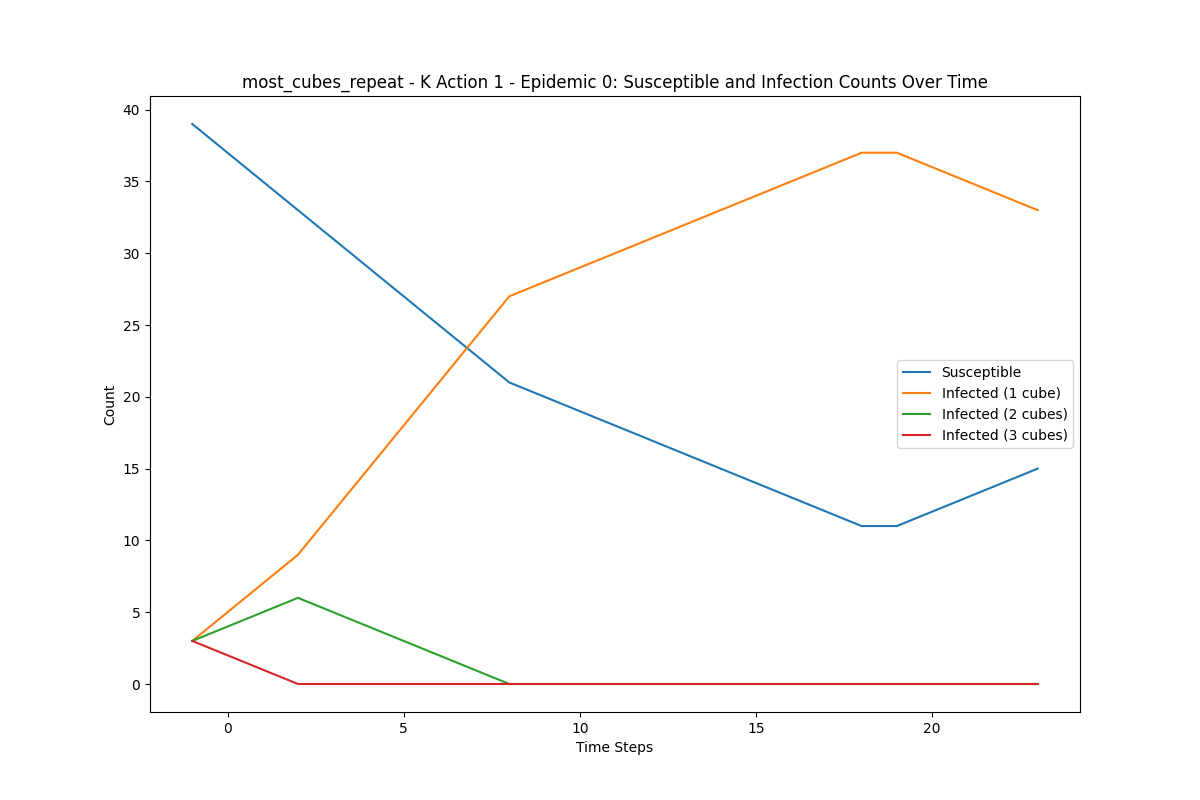 most_cubes_repeat - K Action 1 - Epidemic 0: Susceptible and Infection Counts Over Time
40
35
30
25
20
15
10
5
0
Count
Susceptible
Infected (1 cube)
Infected (2 cubes)
Infected (3 cubes)
0 5 10 15 20
Time Steps